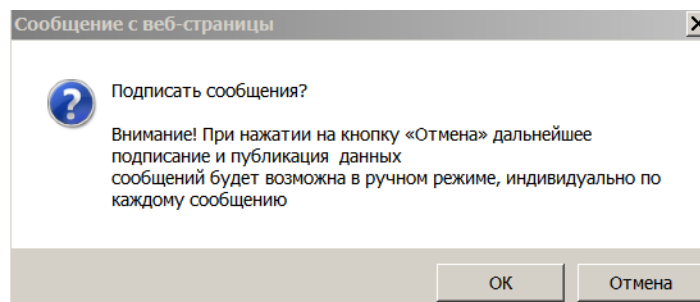 Сообщение с веб-страницы
Подписать сообщения?
Внимание! При нажатии на кнопку «Отмена» дальнейшее
подписание и публикация данных
сообщений будет возможна в ручном режиме, индивидуально по
каждому сообщению
ОК
Отмена